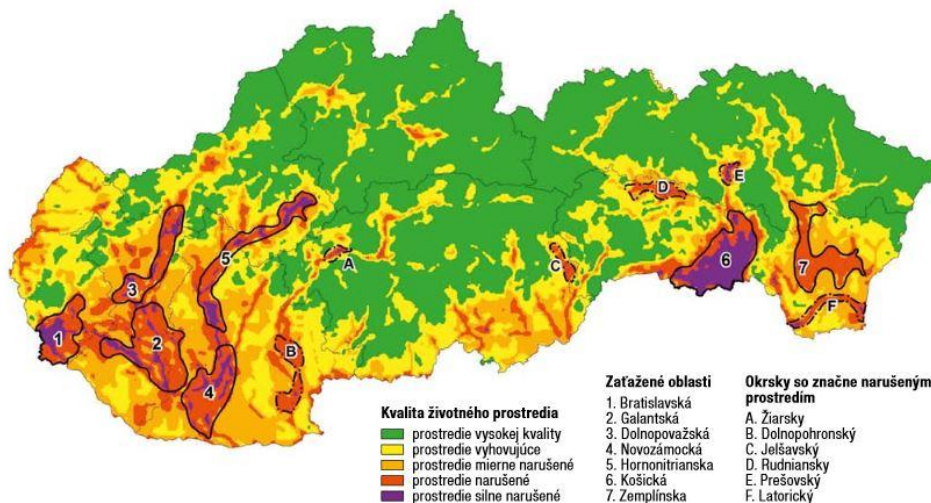 E
D
A
C
6
7
F
5
3
1
2
4
B
Kvalita životného prostredia
prostredie vysokej kvality
prostredie vyhovujúce
prostredie mierne narušené
prostredie narušené
prostredie silne narušené
Zaťažené oblasti
1. Bratislavská
2. Galantská
3. Dolnopovažská
4. Novozámocká
5. Hornonitrianska
6. Košická
7. Zemplínska
Okrsky so značne narušeným
prostredím
A. Žiarsky
B. Dolnopohronský
C. Jelšavský
D. Rudniansky
E. Prešovský
F. Latorický